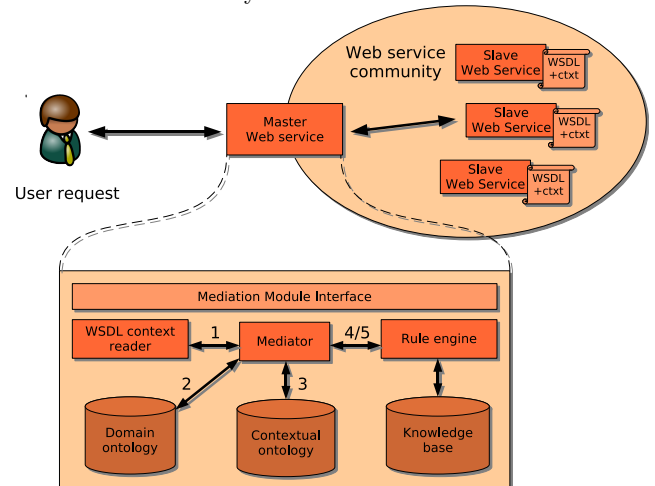 Web service
community
Slave
Web Service
WSDL
+ctxt
Master
Web service
Slave
Web Service
WSDL
+ctxt
Slave
Web Service
WSDL
+ctxt
User request
Mediation Module Interface
WSDL context
reader
1
Mediator
4/5
Rule engine
2
3
Domain
ontology
Contextual
ontology
Knowledge
base